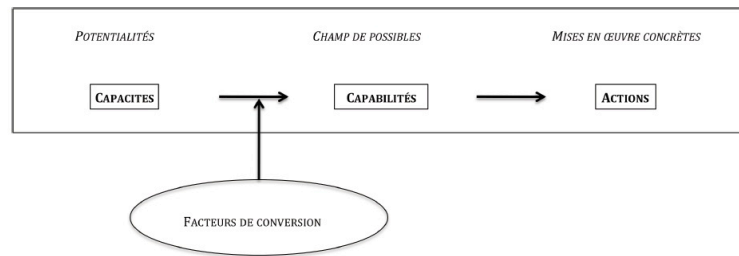 POTENTIALITÉS
CHAMP DE POSSIBLES
MISES EN ŒUVRE CONCRÈTES
CAPACITES
CAPABILITÉS
ACTIONS
FACTEURS DE CONVERSION